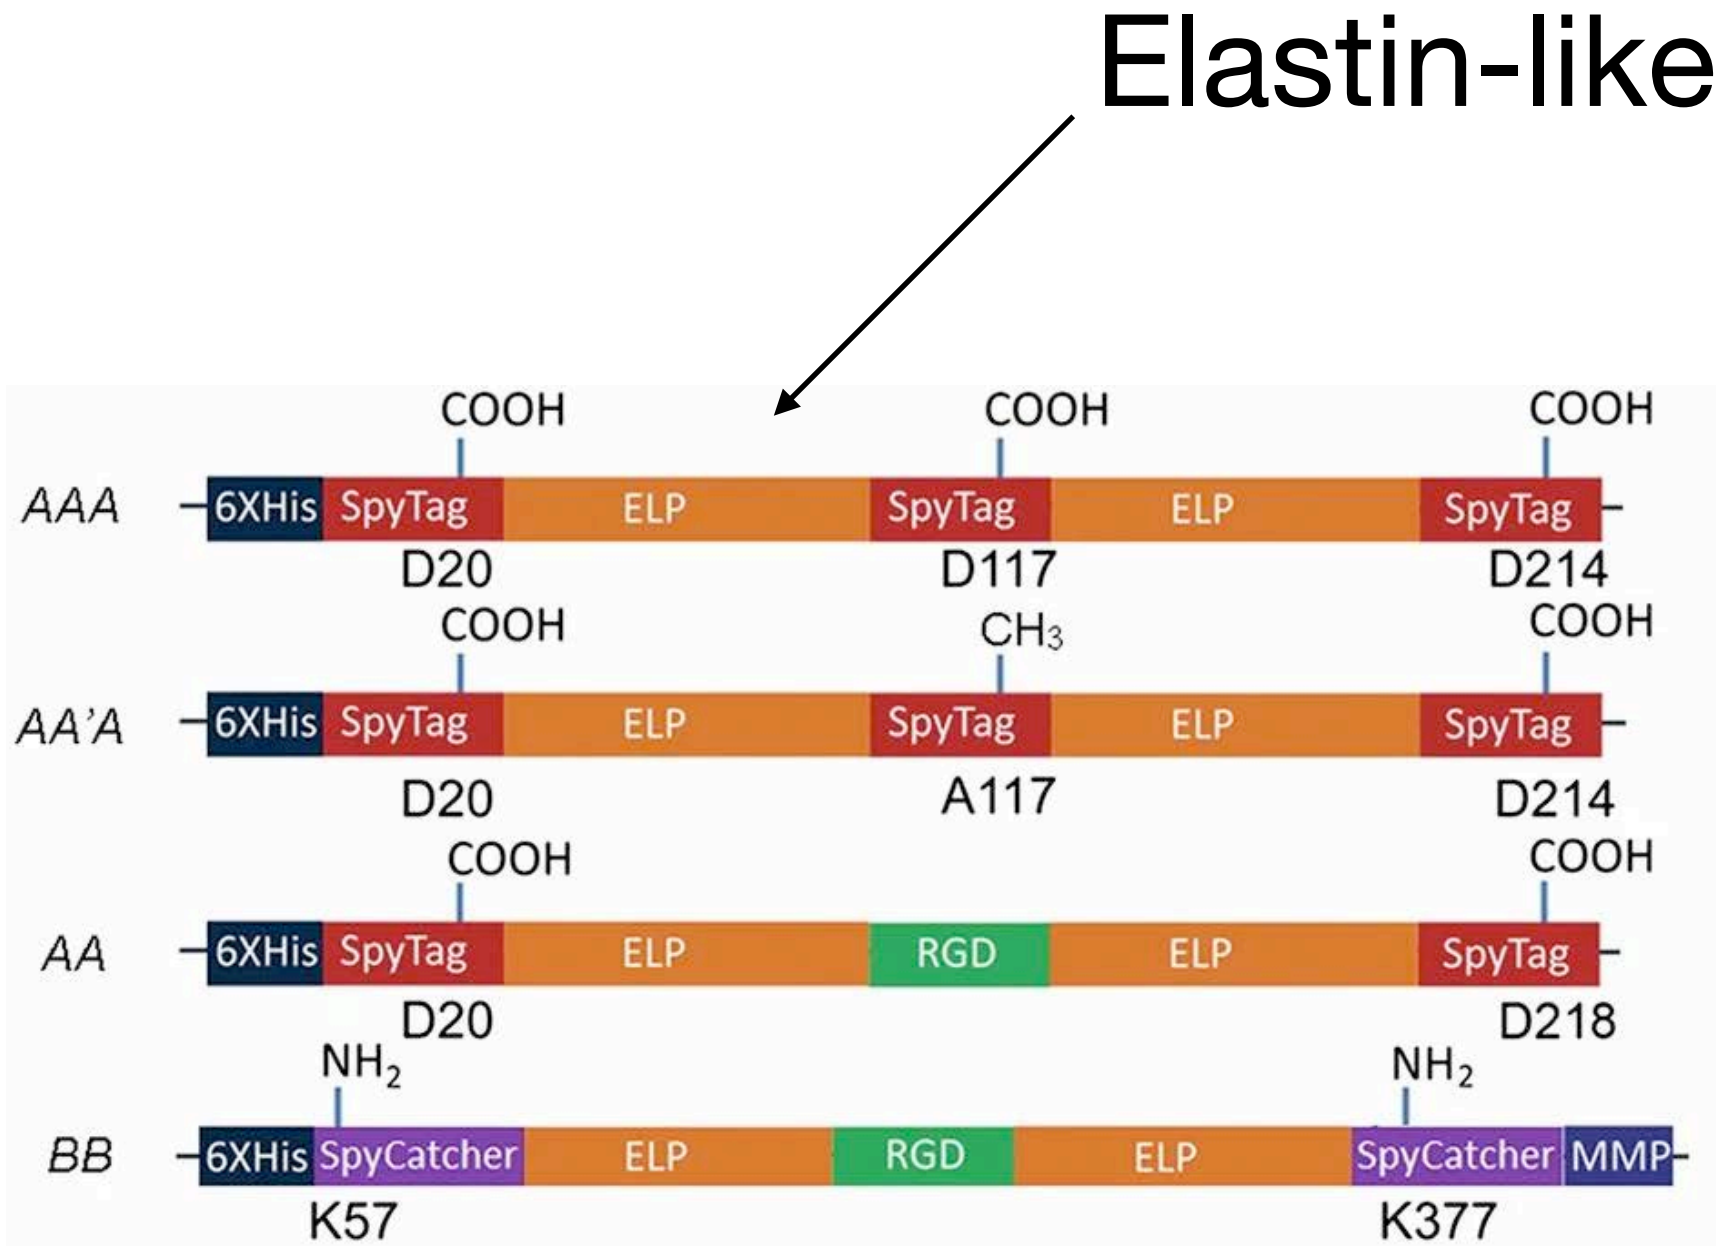 Elastin-like
COOH COOH COOH
AAA 6XHis SpyTag ELP SpyTag ELP SpyTag
D20 D117 D214
COOH CH₃ COOH
AA’A 6XHis SpyTag ELP SpyTag ELP SpyTag
D20 A117 D214
COOH COOH
AA 6XHis SpyTag ELP RGD ELP SpyTag
D20 D218
NH₂ NH₂
BB 6XHis SpyCatcher ELP RGD ELP SpyCatcher MMP
K57 K377